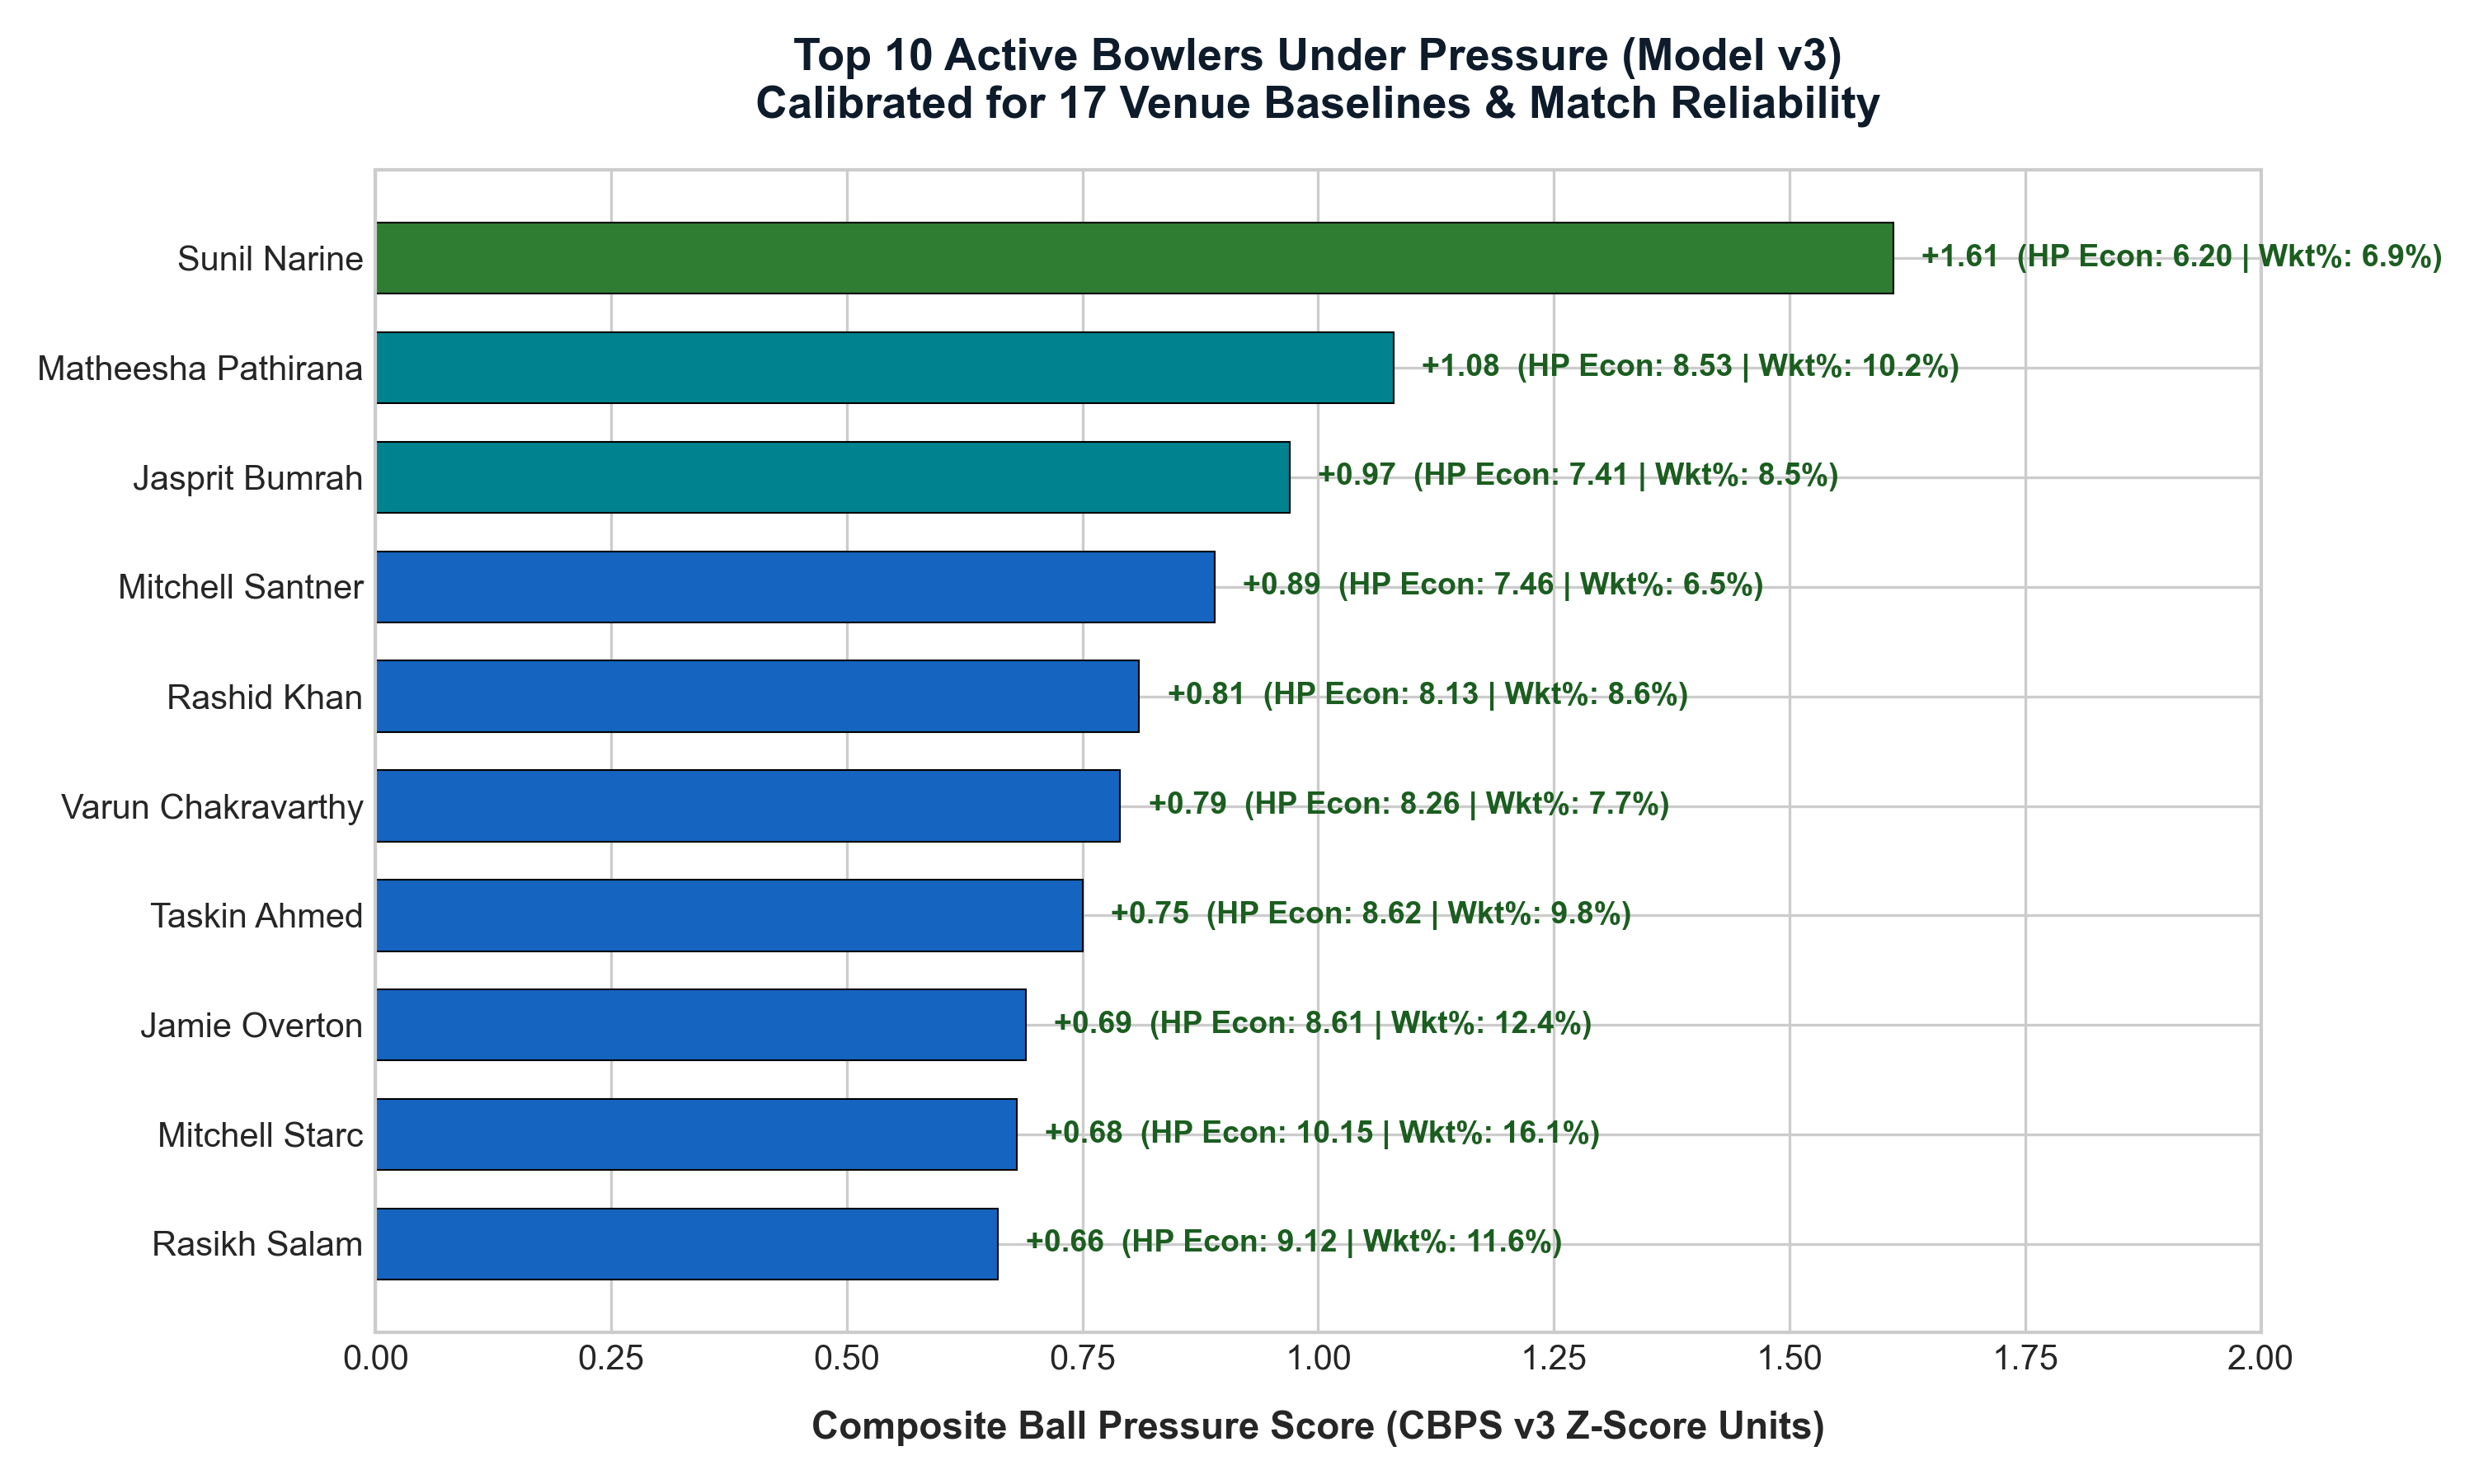 Top 10 Active Bowlers Under Pressure (Model v3)
Calibrated for 17 Venue Baselines & Match Reliability
Sunil Narine
+1.61 (HP Econ: 6.20 | Wkt%: 6.9%)
Matheesha Pathirana
+1.08 (HP Econ: 8.53 | Wkt%: 10.2%)
Jasprit Bumrah
+0.97 (HP Econ: 7.41 | Wkt%: 8.5%)
Mitchell Santner
+0.89 (HP Econ: 7.46 | Wkt%: 6.5%)
Rashid Khan
+0.81 (HP Econ: 8.13 | Wkt%: 8.6%)
Varun Chakravarthy
+0.79 (HP Econ: 8.26 | Wkt%: 7.7%)
Taskin Ahmed
+0.75 (HP Econ: 8.62 | Wkt%: 9.8%)
Jamie Overton
+0.69 (HP Econ: 8.61 | Wkt%: 12.4%)
Mitchell Starc
+0.68 (HP Econ: 10.15 | Wkt%: 16.1%)
Rasikh Salam
+0.66 (HP Econ: 9.12 | Wkt%: 11.6%)
0.00 0.25 0.50 0.75 1.00 1.25 1.50 1.75 2.00
Composite Ball Pressure Score (CBPS v3 Z-Score Units)